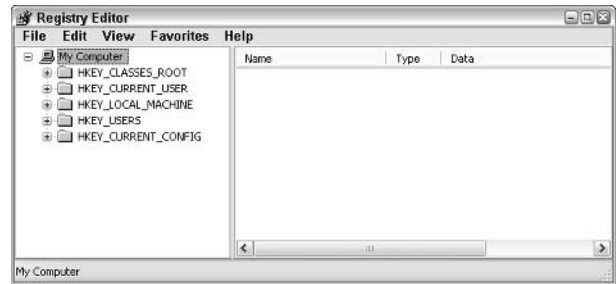 Registry Editor
File Edit View Favorites Help
My Computer
HKEY_CLASSES_ROOT
HKEY_CURRENT_USER
HKEY_LOCAL_MACHINE
HKEY_USERS
HKEY_CURRENT_CONFIG
Name Type Data
My Computer